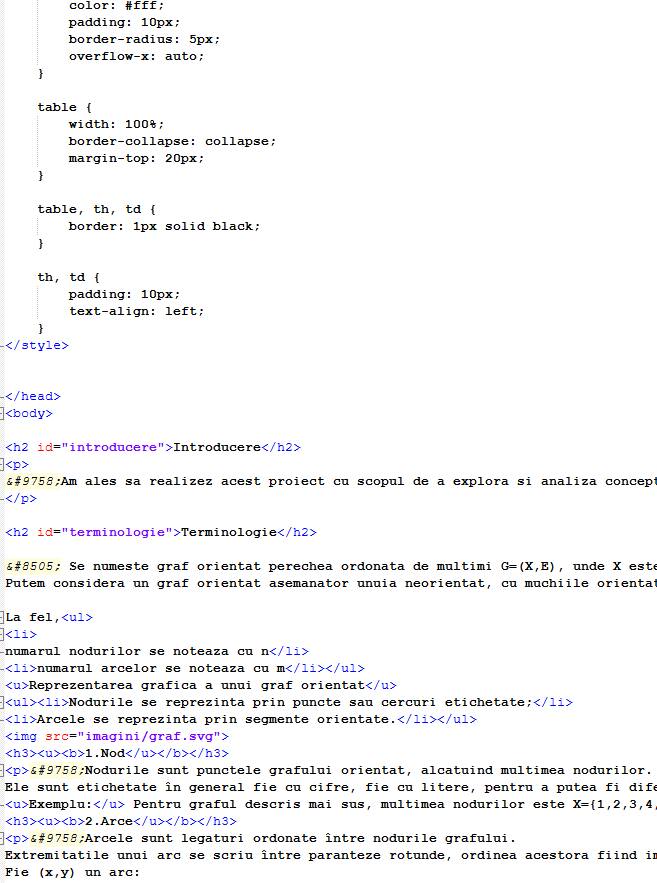 color: #fff;
padding: 10px;
border-radius: 5px;
overflow-x: auto;
}
table {
width: 100%;
border-collapse: collapse;
margin-top: 20px;
}
table, th, td {
border: 1px solid black;
}
th, td {
padding: 10px;
text-align: left;
}
</style>
</head>
<body>
<h2 id="introducere">Introducere</h2>
<p>
&#9758;Am ales sa realizez acest proiect cu scopul de a explora si analiza concept
</p>
<h2 id="terminologie">Terminologie</h2>
&#8505; Se numeste graf orientat perechea ordonata de multimi G=(X,E), unde X este
Putem considera un graf orientat asemanator unuia neorientat, cu muchiile orientat
La fel,<ul>
<li>
numarul nodurilor se noteaza cu n</li>
<li>numarul arcelor se noteaza cu m</li></ul>
<u>Reprezentarea grafica a unui graf orientat</u>
<ul><li>Nodurile se reprezinta prin puncte sau cercuri etichetate;</li>
<li>Arcele se reprezinta prin segmente orientate.</li></ul>
<img src="imagini/graf.svg">
<h3><u><b>1.Nod</u></b></h3>
<p>&#9758;Nodurile sunt punctele grafului orientat, alcatuind multimea nodurilor.
Ele sunt etichetate în general fie cu cifre, fie cu litere, pentru a putea fi dife
<u>Exemplu:</u> Pentru graful descris mai sus, multimea nodurilor este X={1,2,3,4,
<h3><u><b>2.Arce</u></b></h3>
<p>&#9758;Arcele sunt legaturi ordonate între nodurile grafului.
Extremitatile unui arc se scriu între paranteze rotunde, ordinea acestora fiind im
Fie (x,y) un arc: